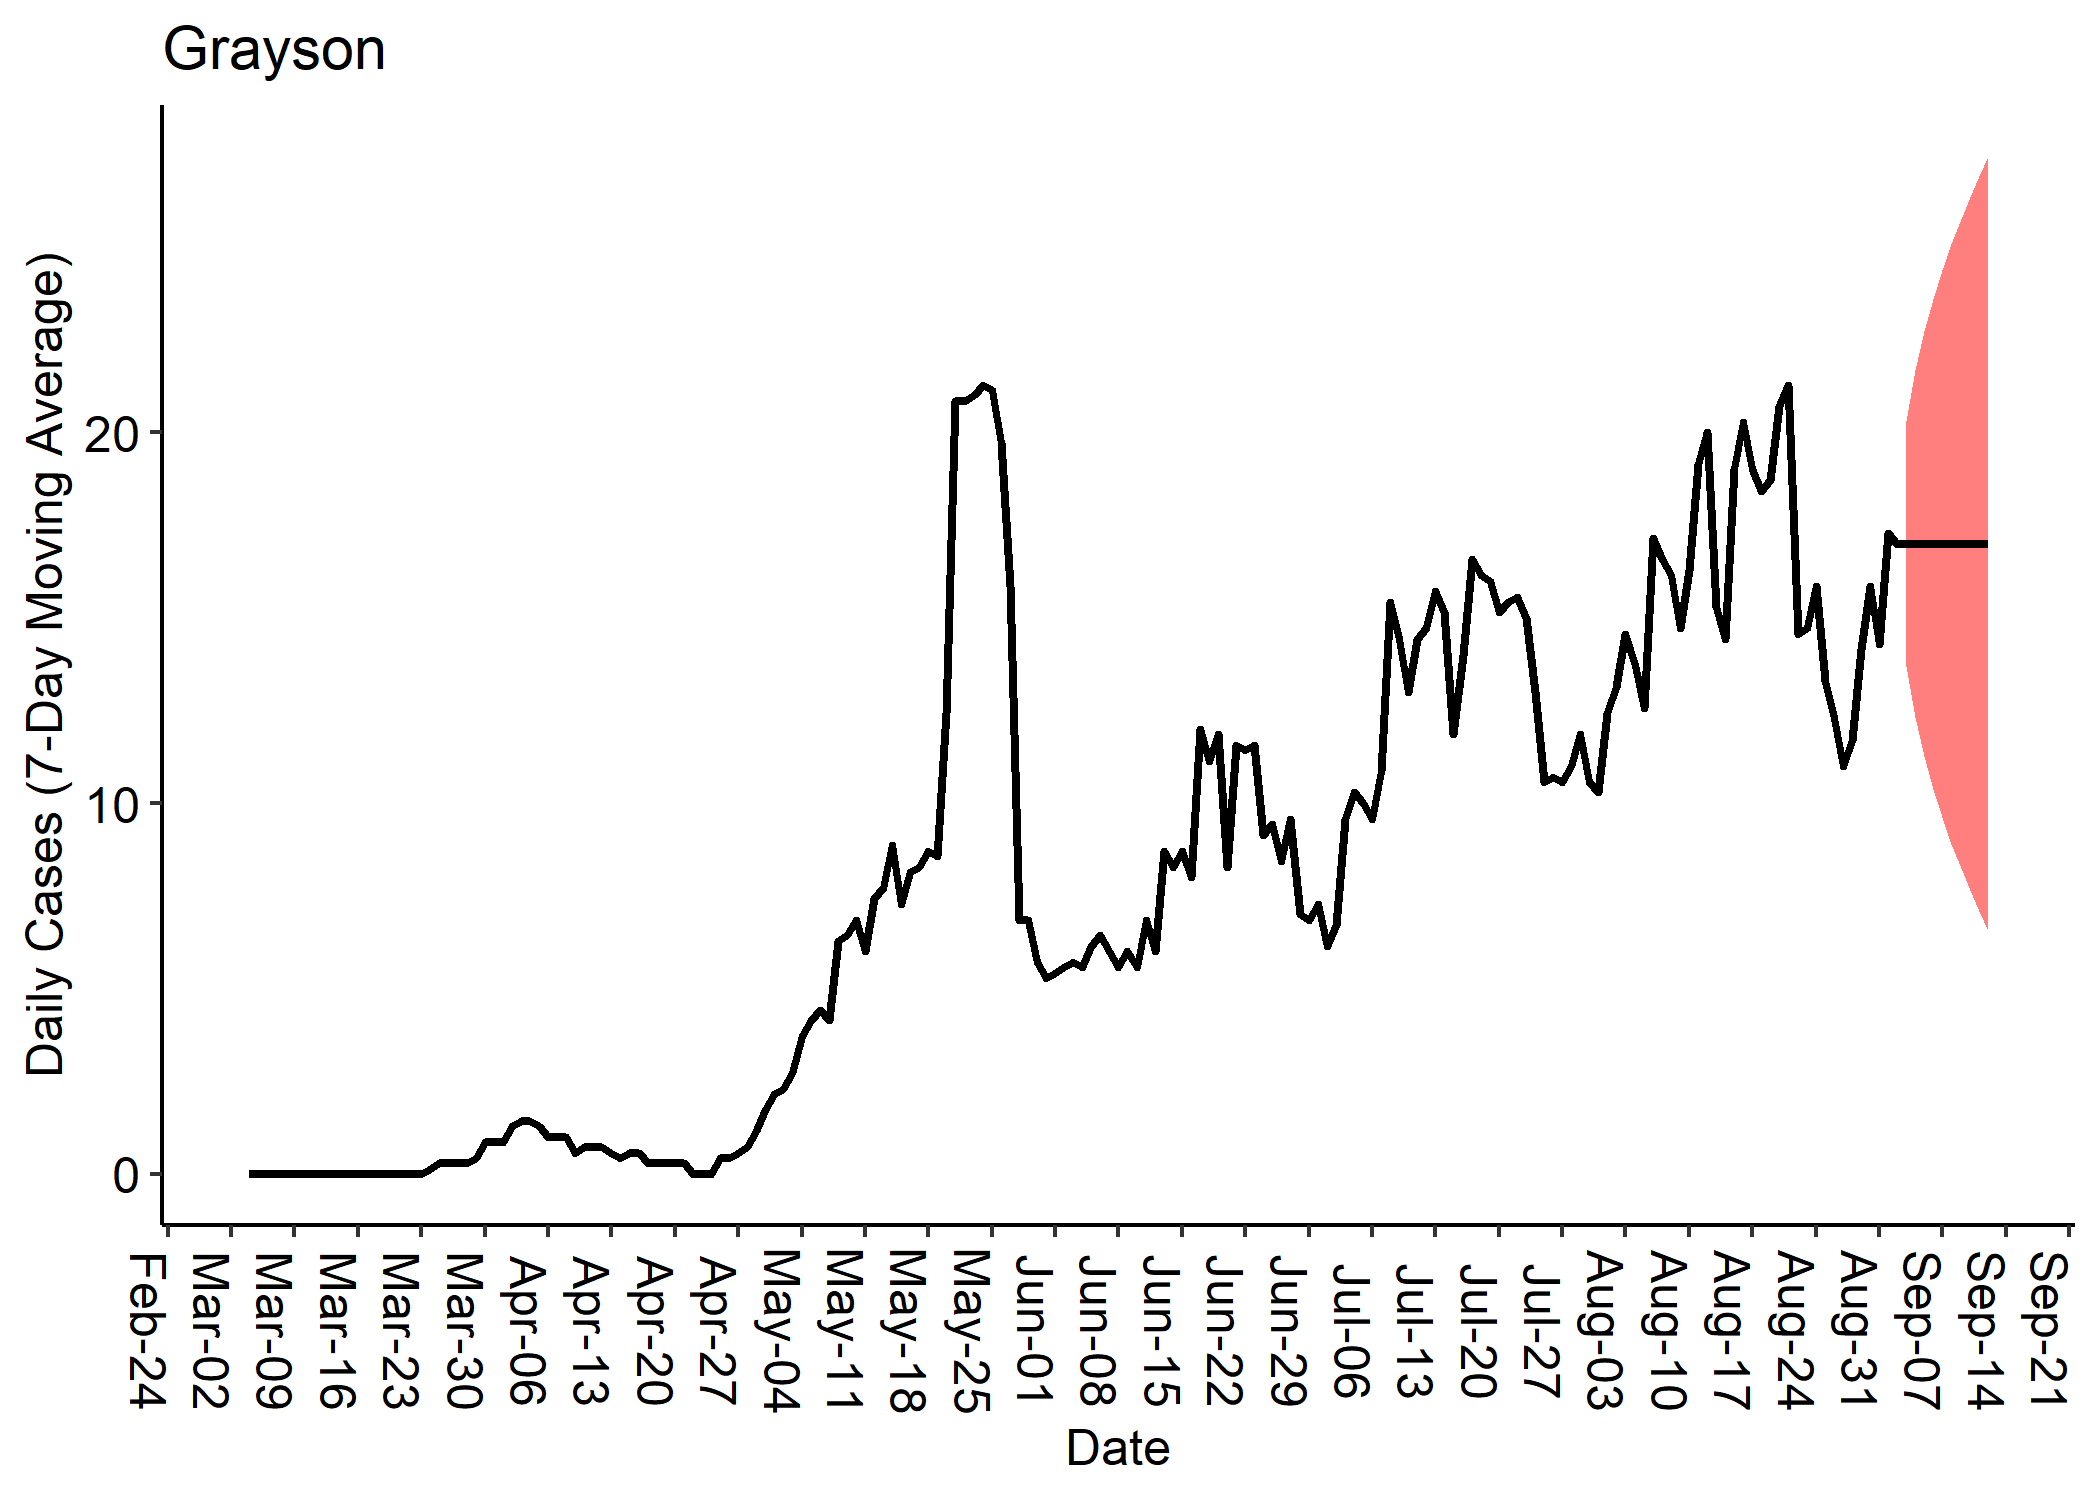 Grayson
Daily Cases (7-Day Moving Average)
20
10
0
Feb-24
Mar-02
Mar-09
Mar-16
Mar-23
Mar-30
Apr-06
Apr-13
Apr-20
Apr-27
May-04
May-11
May-18
May-25
Jun-01
Jun-08
Jun-15
Jun-22
Jun-29
Jul-06
Jul-13
Jul-20
Jul-27
Aug-03
Aug-10
Aug-17
Aug-24
Aug-31
Sep-07
Sep-14
Sep-21
Date